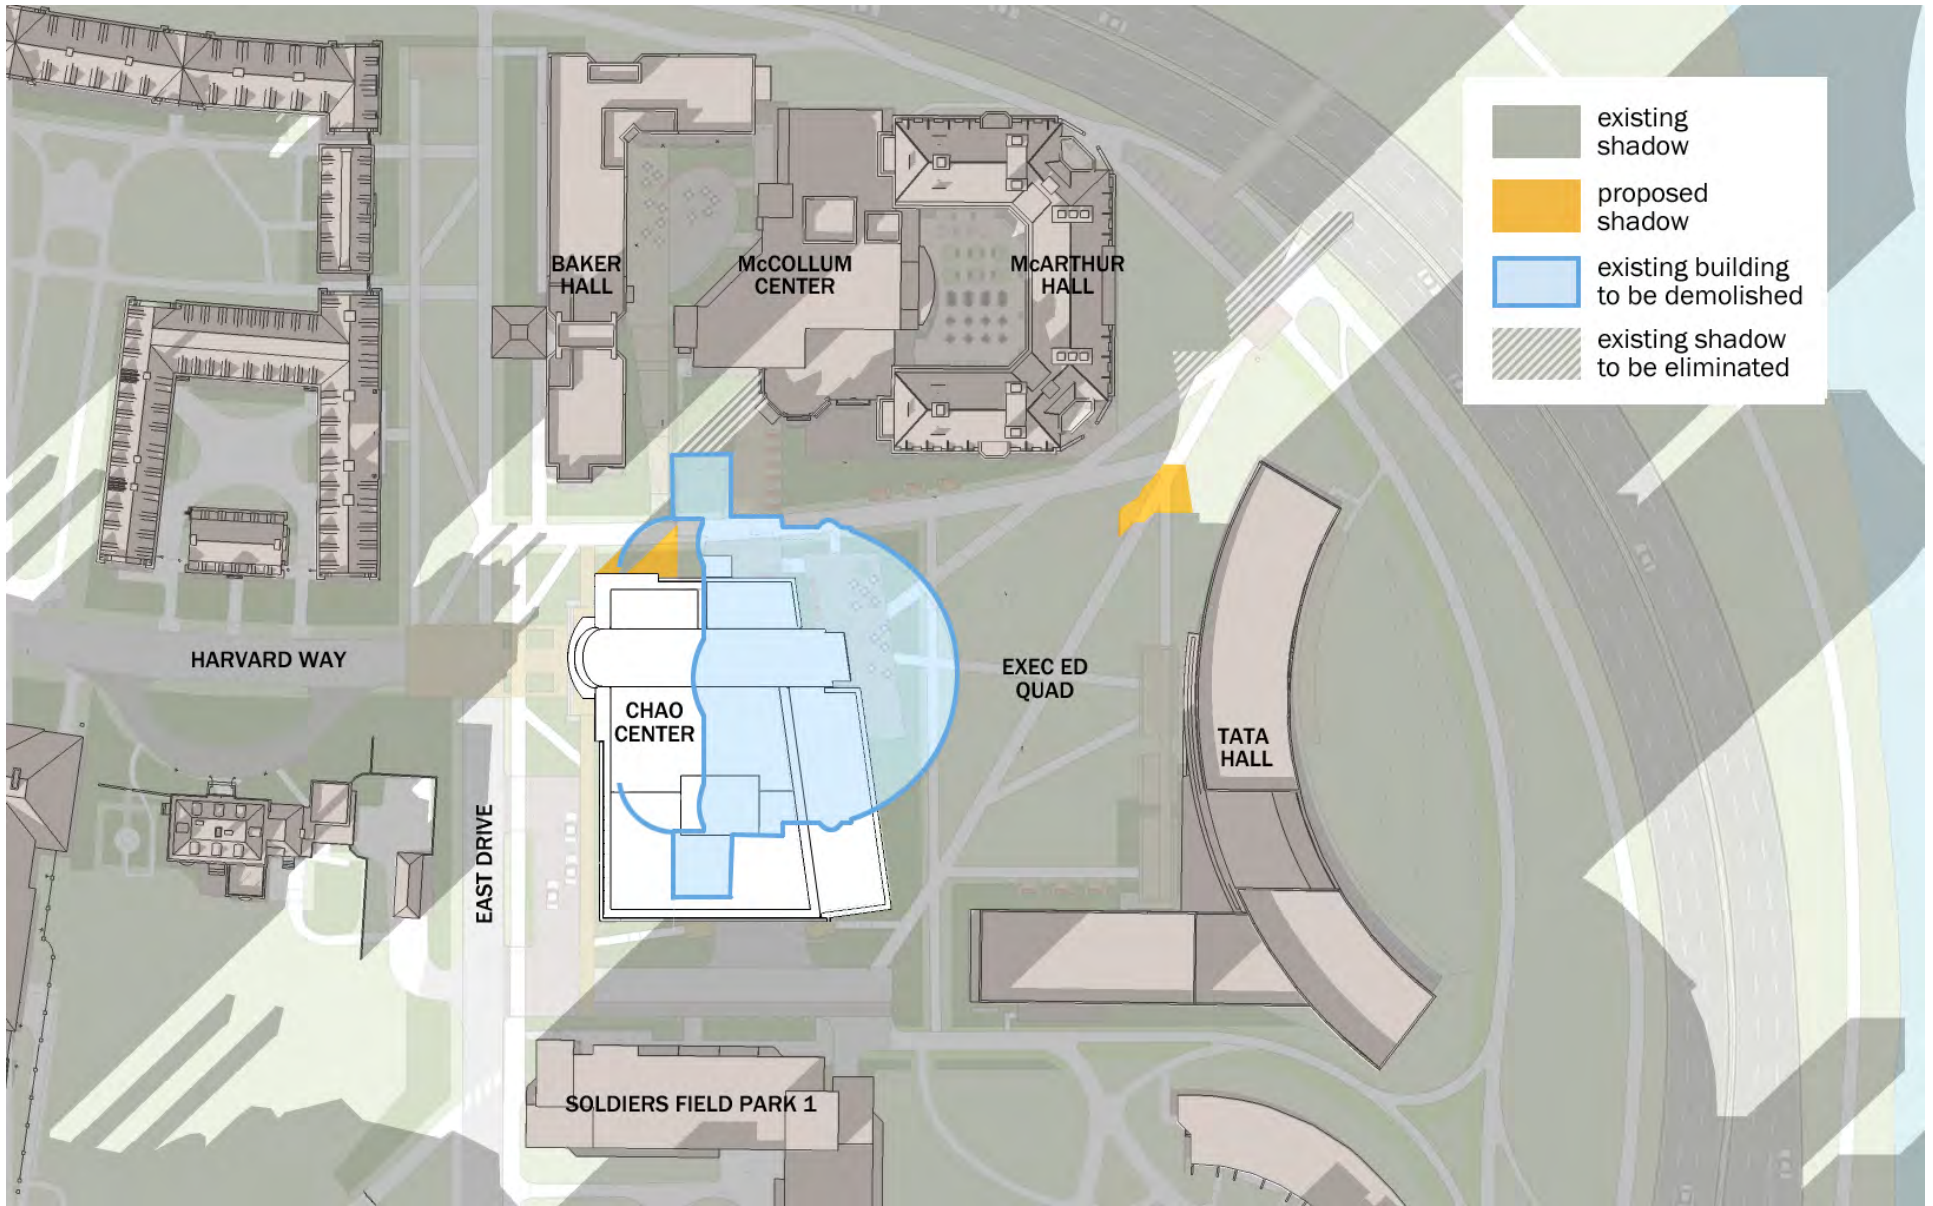 existing
shadow
proposed
shadow
existing building
to be demolished
existing shadow
to be eliminated
BAKER
HALL
McCOLLUM
CENTER
McARTHUR
HALL
HARVARD WAY
EXEC ED
QUAD
CHAO
CENTER
TATA
HALL
EAST DRIVE
SOLDIERS FIELD PARK 1